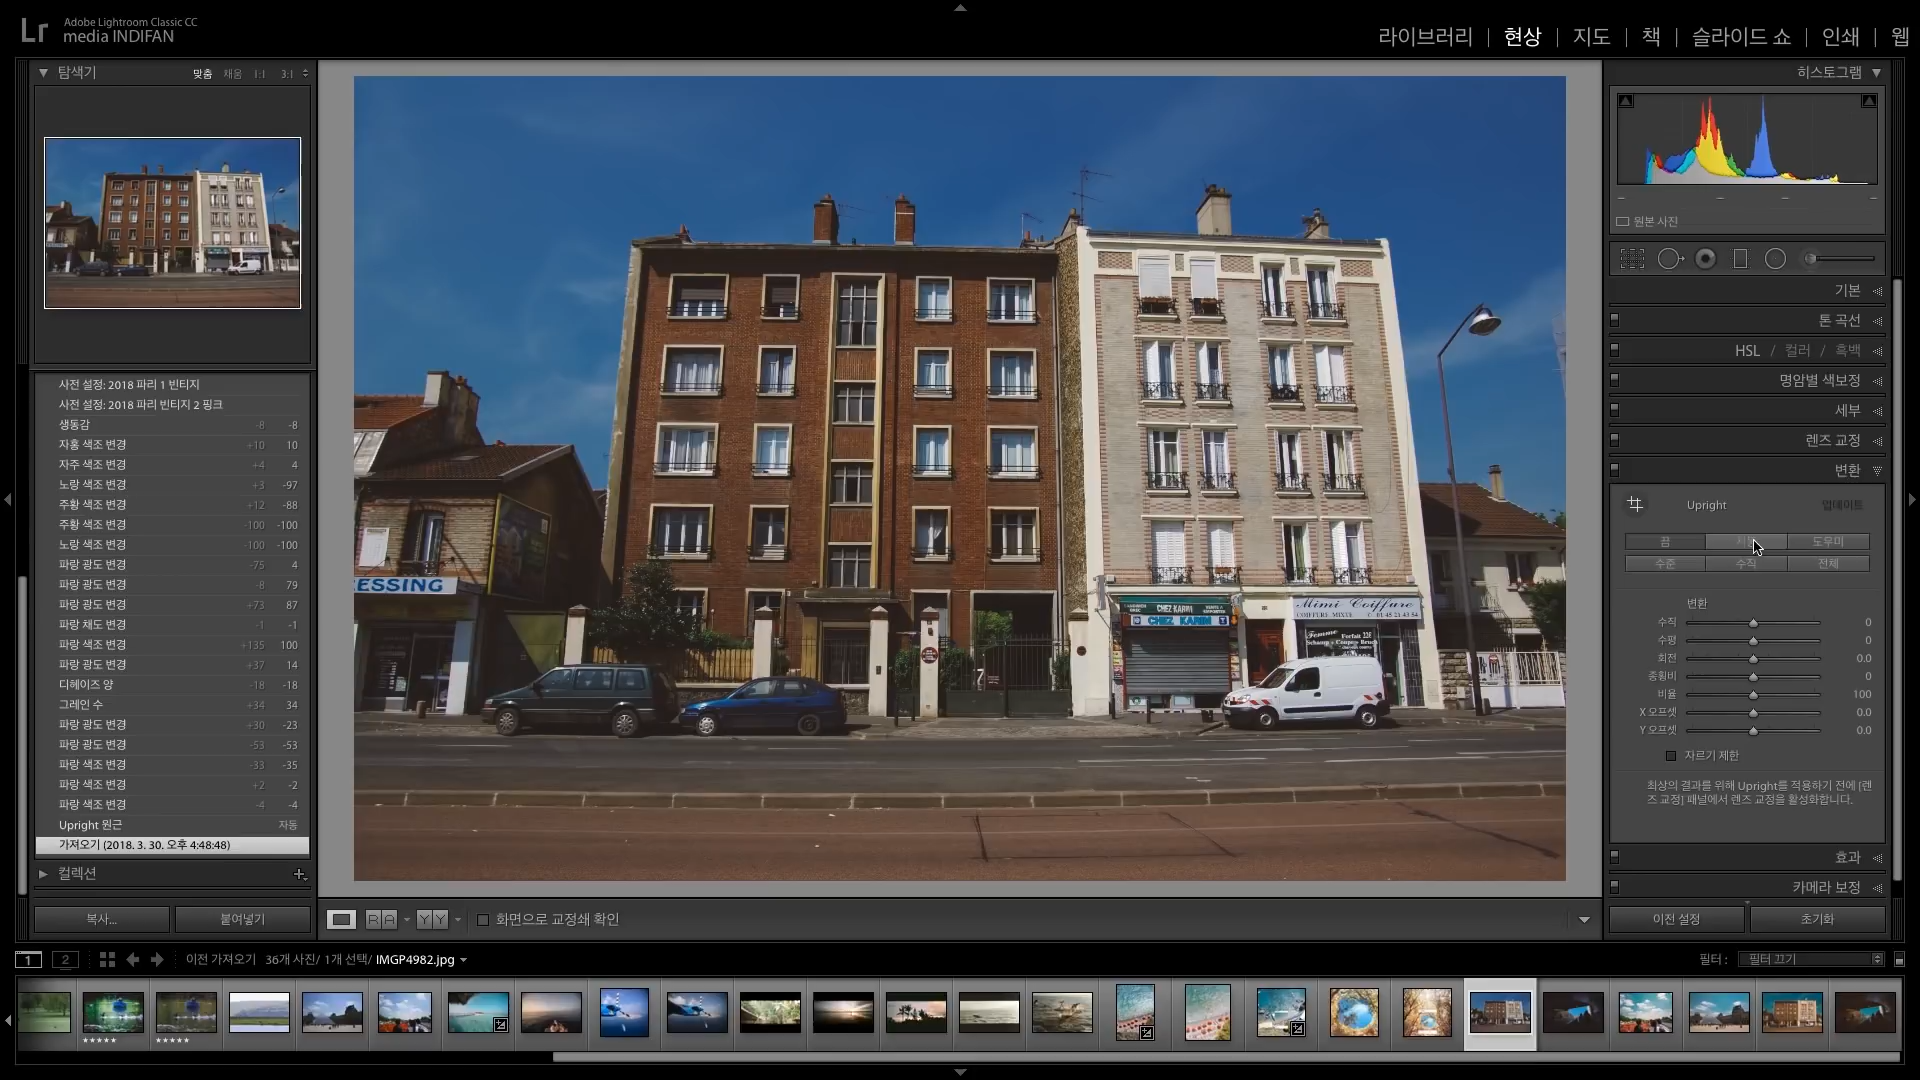 Lr
Adobe Lightroom Classic CC
media INDIFAN
라이브러리 | 현상 | 지도 | 책 | 슬라이드 쇼 | 인쇄 | 웹
탐색기 맞춤 채움 1:1 3:1
사전 설정: 2018 파리 1 빈티지
사전 설정: 2018 파리 빈티지 2 핑크
생동감 -8 -8
자홍 색조 변경 +10 10
자주 색조 변경 +4 4
노랑 색조 변경 +3 -97
주황 색조 변경 +12 -88
주황 색조 변경 -100 -100
노랑 색조 변경 -100 -100
파랑 광도 변경 -75 4
파랑 광도 변경 -8 79
파랑 광도 변경 +73 87
파랑 채도 변경 -1 -1
파랑 색조 변경 +135 100
파랑 광도 변경 +37 14
디헤이즈 양 -18 -18
그레인 수 +34 34
파랑 광도 변경 +30 -23
파랑 광도 변경 -53 -53
파랑 색조 변경 -33 -35
파랑 색조 변경 +2 -2
파랑 색조 변경 -4 -4
Upright 원근 자동
가져오기 (2018. 3. 30. 오후 4:48:48)
컬렉션
복사...
붙여넣기
ESSING
CHEZ KARIM
CHEZ KARIM
Mimi Coiffure
COIFFURE MIXTE
Femme
Forfait 22€
R A
Y Y
화면으로 교정쇄 확인
히스토그램
원본 사진
기본
톤 곡선
HSL / 컬러 / 흑백
명암별 색보정
세부
렌즈 교정
변환
Upright 업데이트
끔 도우미
수준 수직 전체
변환
수직 0
수평 0
회전 0.0
종횡비 0
비율 100
X 오프셋 0.0
Y 오프셋 0.0
자르기 제한
최상의 결과를 위해 Upright를 적용하기 전에 [렌
즈 교정] 패널에서 렌즈 교정을 활성화합니다.
효과
카메라 보정
이전 설정
초기화
1 2 이전 가져오기 36개 사진/ 1개 선택/ IMGP4982.jpg
필터 : 필터 끄기